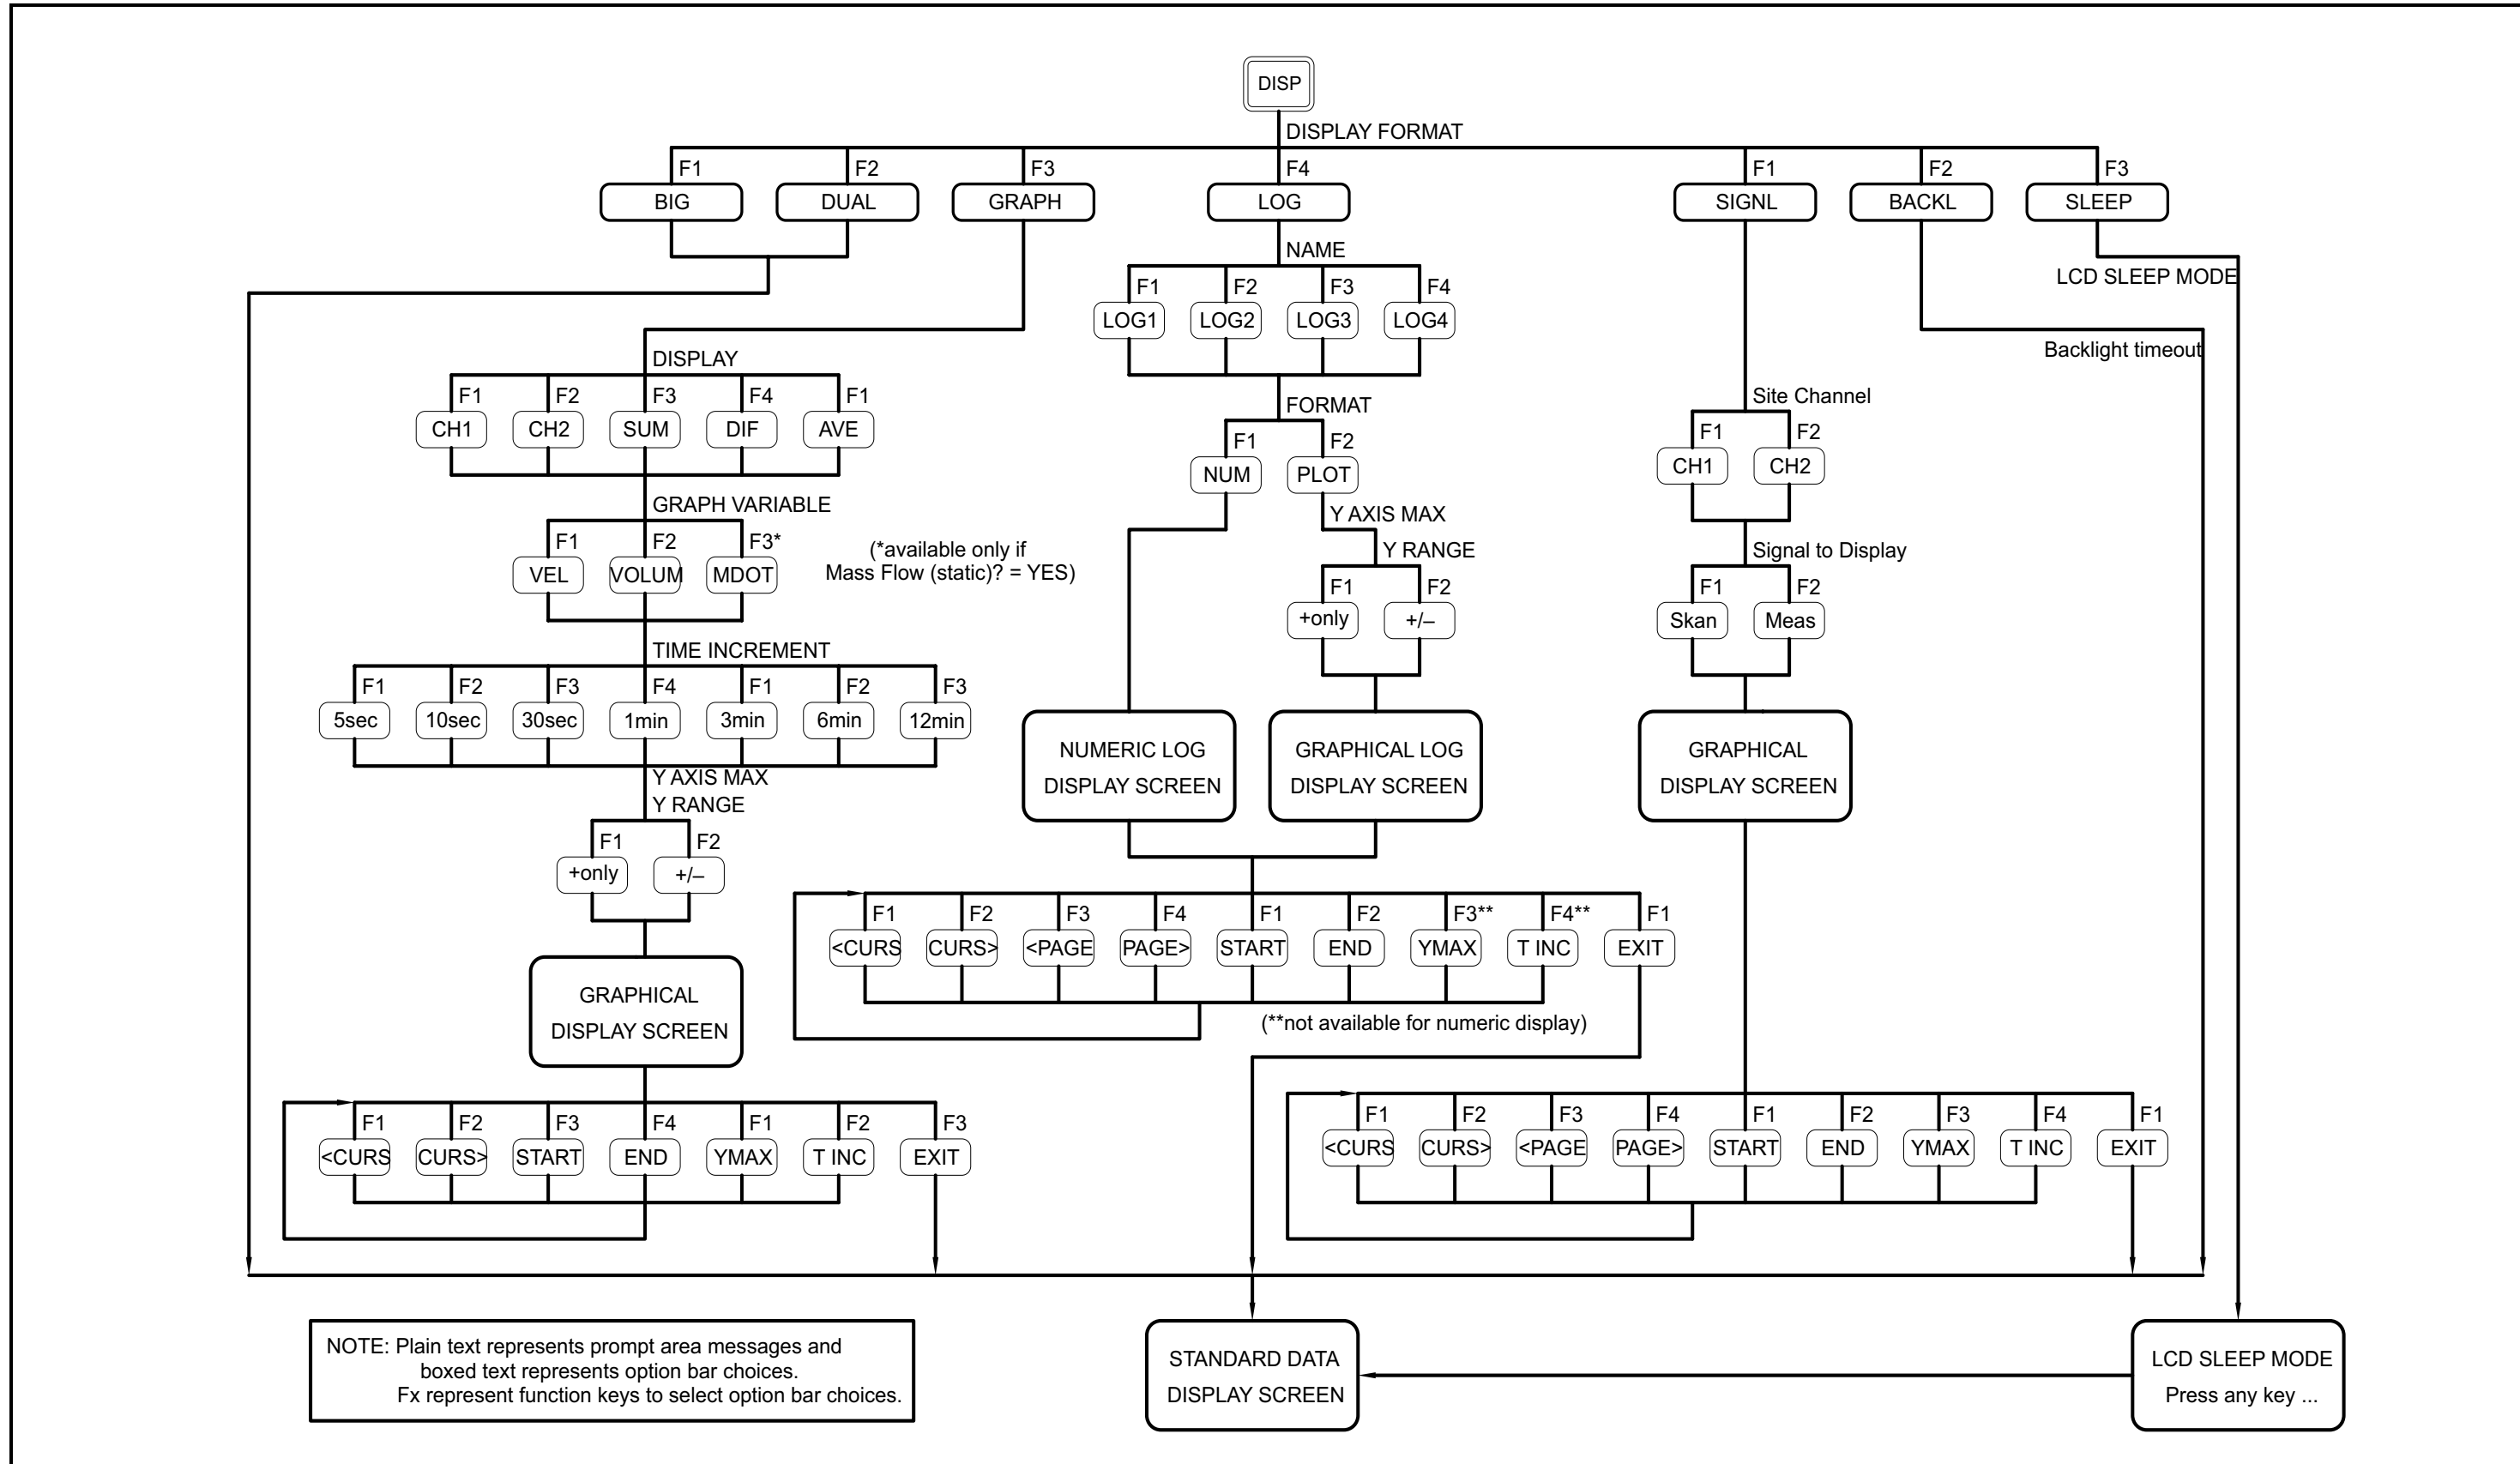 DISP
DISPLAY FORMAT
F1 F2 F3 F4 F1 F2 F3
BIG DUAL GRAPH LOG SIGNL BACKL SLEEP
NAME
LCD SLEEP MODE
F1 F2 F3 F4
LOG1 LOG2 LOG3 LOG4
Backlight timeout
DISPLAY
F1 F2 F3 F4 F1
CH1 CH2 SUM DIF AVE
FORMAT
F1 F2
NUM PLOT
Site Channel
F1 F2
CH1 CH2
GRAPH VARIABLE
F1 F2 F3*
VEL VOLUM MDOT
(*available only if
Mass Flow (static)? = YES)
Y AXIS MAX
Y RANGE
F1 F2
+only +/–
Signal to Display
F1 F2
Skan Meas
TIME INCREMENT
F1 F2 F3 F4 F1 F2 F3
5sec 10sec 30sec 1min 3min 6min 12min
NUMERIC LOG
DISPLAY SCREEN
GRAPHICAL LOG
DISPLAY SCREEN
GRAPHICAL
DISPLAY SCREEN
Y AXIS MAX
Y RANGE
F1 F2
+only +/–
F1 F2 F3 F4 F1 F2 F3** F4** F1
<CURS CURS> <PAGE PAGE> START END YMAX T INC EXIT
(**not available for numeric display)
GRAPHICAL
DISPLAY SCREEN
F1 F2 F3 F4 F1 F2 F3
<CURS CURS> START END YMAX T INC EXIT
F1 F2 F3 F4 F1 F2 F3 F4 F1
<CURS CURS> <PAGE PAGE> START END YMAX T INC EXIT
NOTE: Plain text represents prompt area messages and
boxed text represents option bar choices.
Fx represent function keys to select option bar choices.
STANDARD DATA
DISPLAY SCREEN
LCD SLEEP MODE
Press any key ...